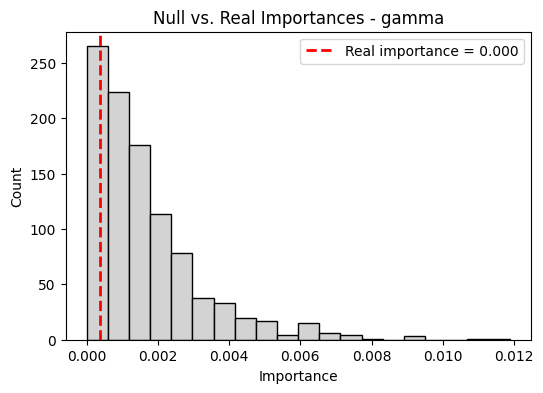 Null vs. Real Importances - gamma
Real importance = 0.000
Count
250
200
150
100
50
0
0.000 0.002 0.004 0.006 0.008 0.010 0.012
Importance